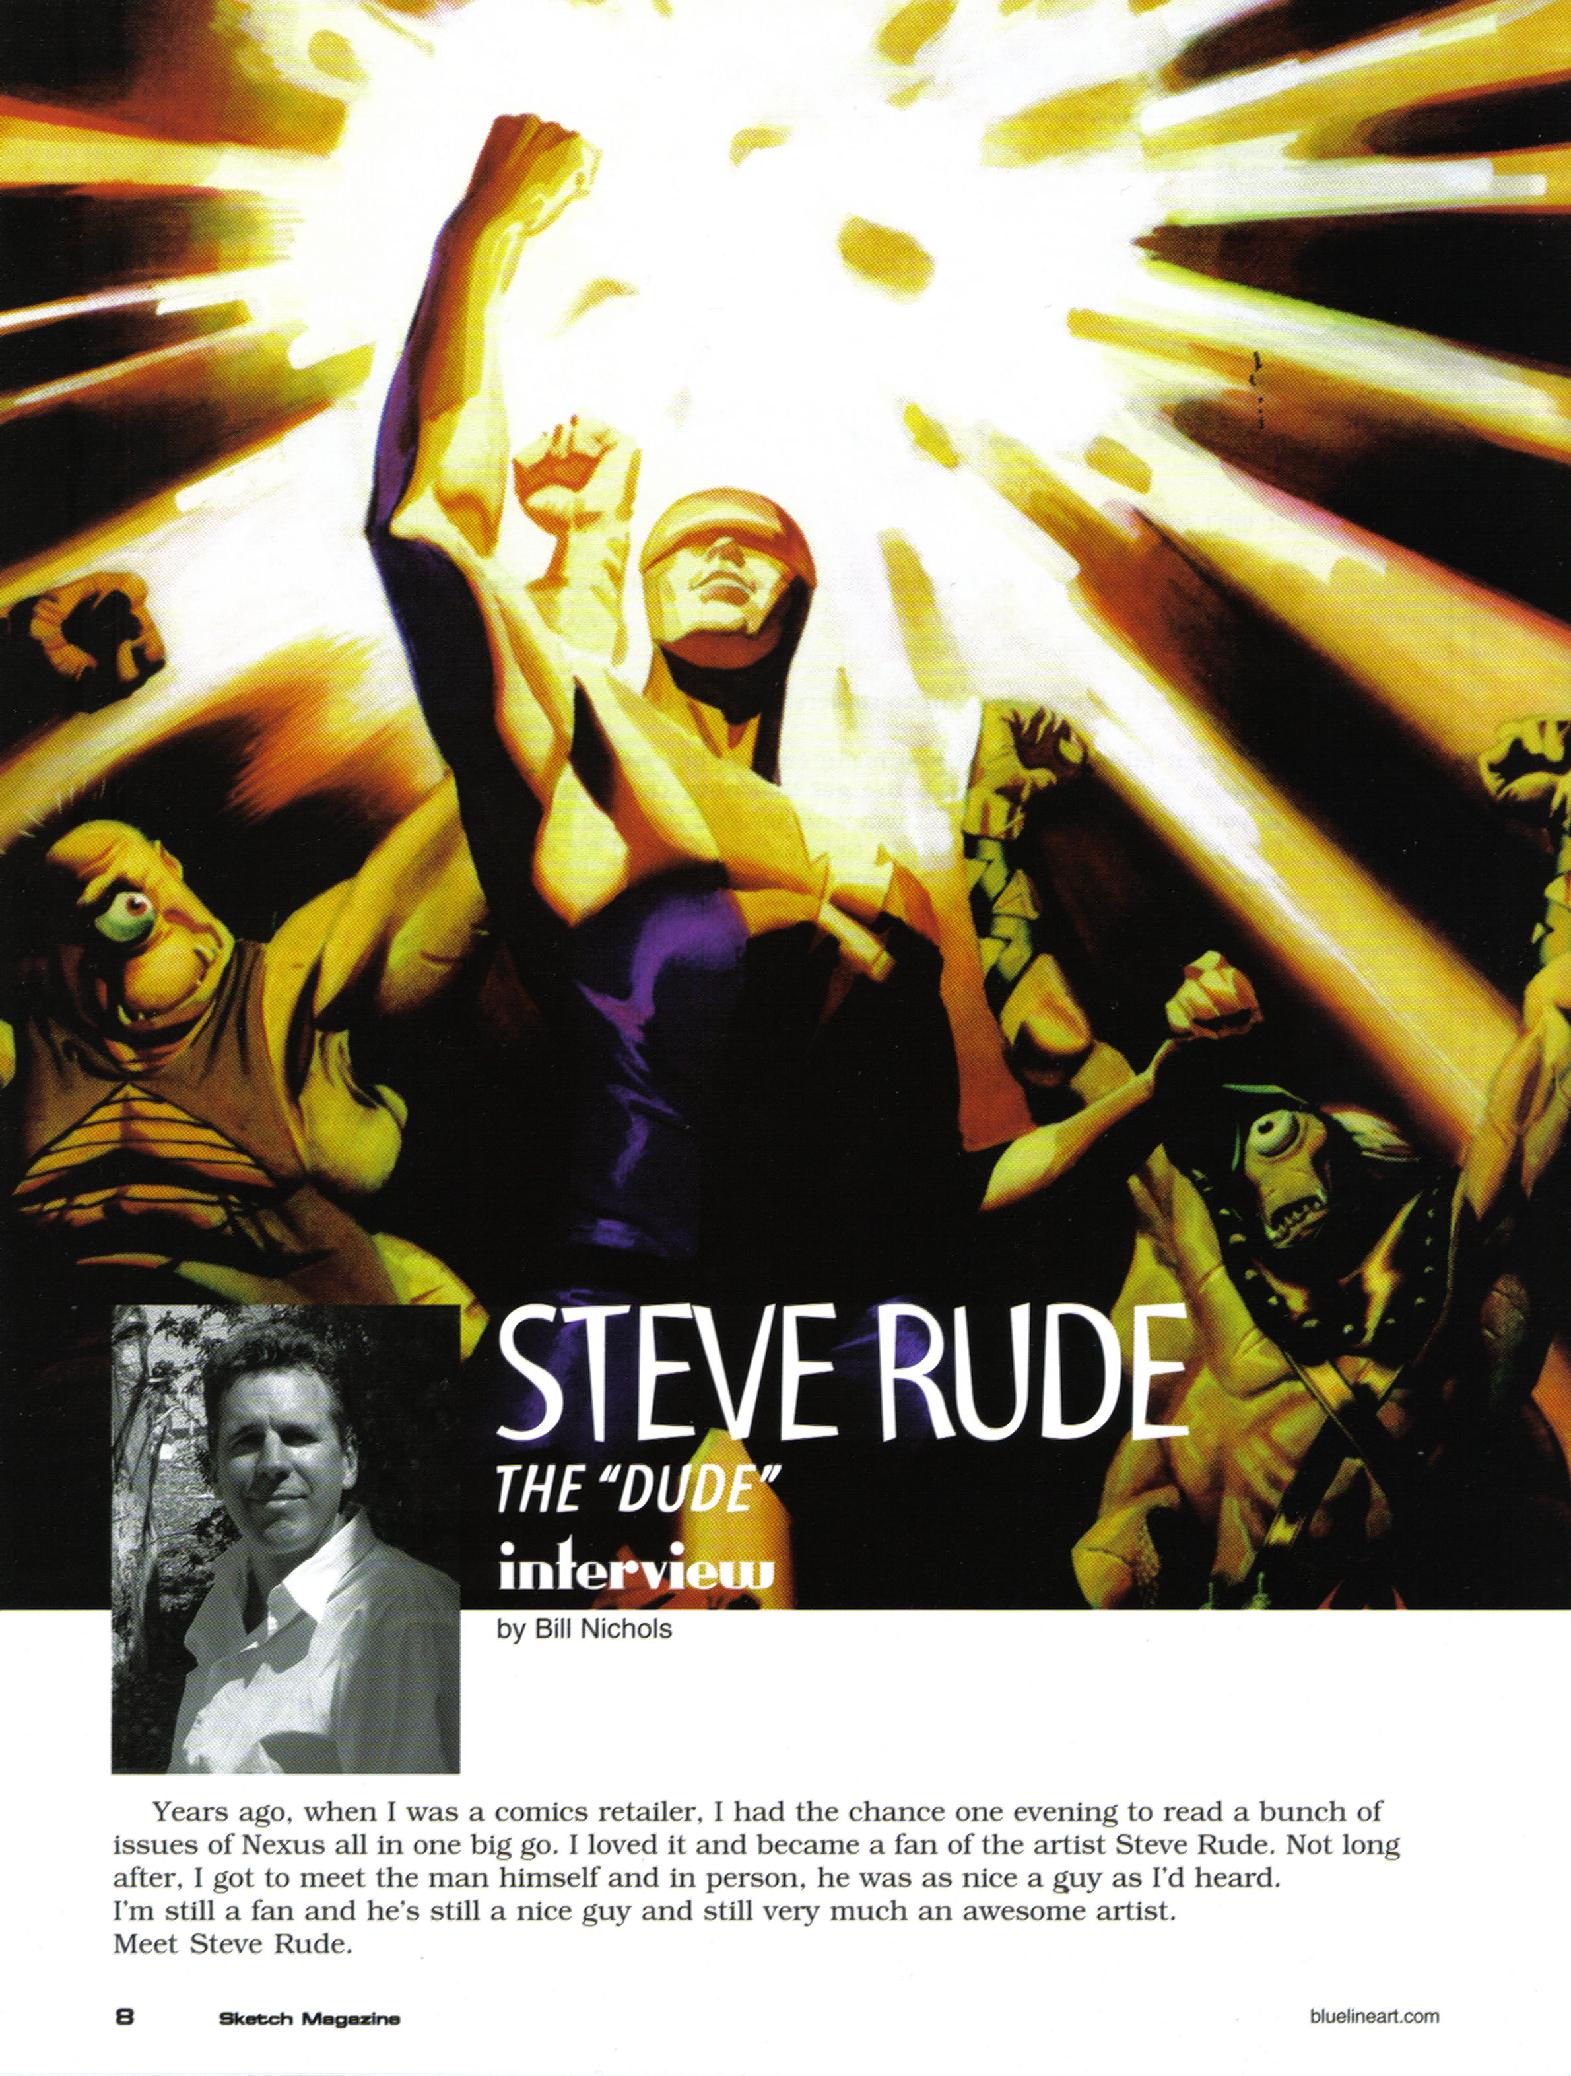 STEVE RUDE
THE “DUDE”
interview
by Bill Nichols
Years ago, when I was a comics retailer, I had the chance one evening to read a bunch of
issues of Nexus all in one big go. I loved it and became a fan of the artist Steve Rude. Not long
after, I got to meet the man himself and in person, he was as nice a guy as I'd heard.
I'm still a fan and he's still a nice guy and still very much an awesome artist.
Meet Steve Rude.
8 Sketch Magazine bluelineart.com